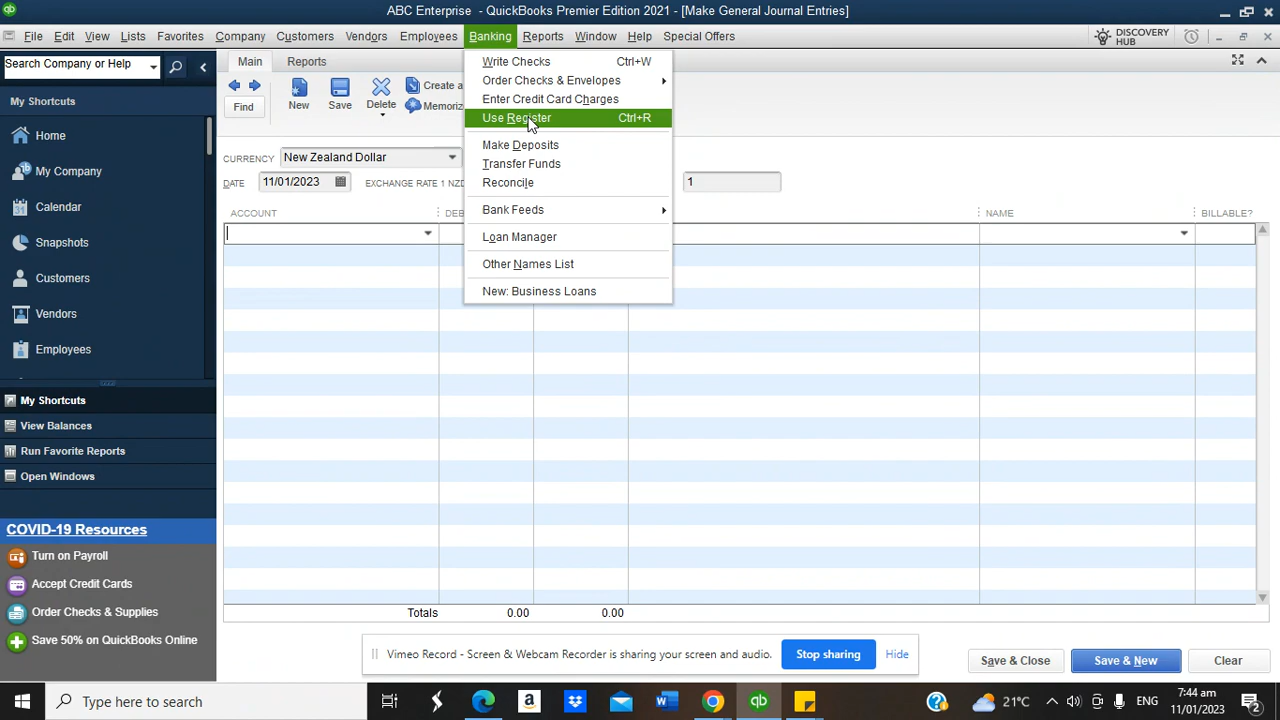 ABC Enterprise - QuickBooks Premier Edition 2021 - [Make General Journal Entries]
File Edit View Lists Favorites Company Customers Vendors Employees Banking Reports Window Help Special Offers
DISCOVERY HUB
Search Company or Help
My Shortcuts
Home
My Company
Calendar
Snapshots
Customers
Vendors
Employees
My Shortcuts
View Balances
Run Favorite Reports
Open Windows
COVID-19 Resources
Turn on Payroll
Accept Credit Cards
Order Checks & Supplies
Save 50% on QuickBooks Online
Main Reports
Find
New
Save
Delete
Create a
Memoriz
CURRENCY New Zealand Dollar
DATE 11/01/2023 EXCHANGE RATE 1 NZD 1
ACCOUNT DEB NAME BILLABLE?
Write Checks Ctrl+W
Order Checks & Envelopes
Enter Credit Card Charges
Use Register Ctrl+R
Make Deposits
Transfer Funds
Reconcile
Bank Feeds
Loan Manager
Other Names List
New: Business Loans
Totals 0.00 0.00
Vimeo Record - Screen & Webcam Recorder is sharing your screen and audio. Stop sharing Hide
Save & Close Save & New Clear
Type here to search
21°C ENG 7:44 am
11/01/2023
2